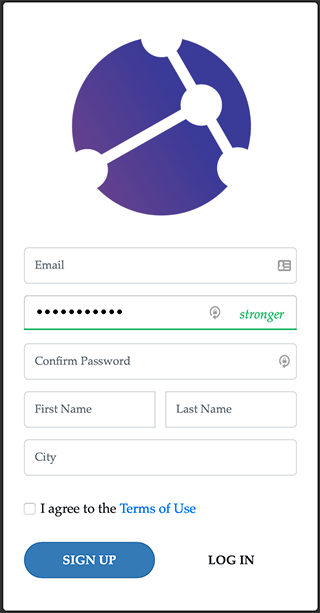 Email
••••••••••• stronger
Confirm Password
First Name Last Name
City
I agree to the Terms of Use
SIGN UP LOG IN